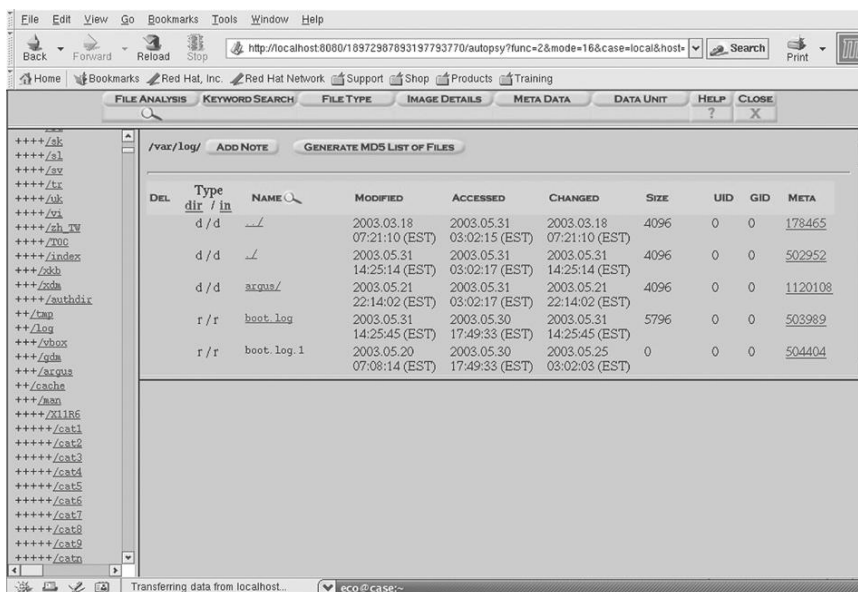 File Edit View Go Bookmarks Tools Window Help
Back Forward Reload Stop http://localhost:8080/18972987893197793770/autopsy?func=2&mode=16&case=local&host= Search Print
Home Bookmarks Red Hat, Inc. Red Hat Network Support Shop Products Training
FILE ANALYSIS KEYWORD SEARCH FILE TYPE IMAGE DETAILS META DATA DATA UNIT HELP CLOSE
? X
++++/sk
++++/sl
++++/sv
++++/tr
++++/uk
++++/vi
++++/zh_TW
++++/TOC
++++/index
+++/xkb
+++/xdm
++++/authdir
++/tmp
++/log
+++/vbox
+++/gdm
+++/argus
++/cache
+++/man
++++/X11R6
+++++/cat1
+++++/cat2
+++++/cat3
+++++/cat4
+++++/cat5
+++++/cat6
+++++/cat7
+++++/cat8
+++++/cat9
+++++/catn
/var/log/ ADD NOTE GENERATE MD5 LIST OF FILES
DEL Type dir / in NAME MODIFIED ACCESSED CHANGED SIZE UID GID META
d / d ../ 2003.03.18 07:21:10 (EST) 2003.05.31 03:02:15 (EST) 2003.03.18 07:21:10 (EST) 4096 0 0 178465
d / d ./ 2003.05.31 14:25:14 (EST) 2003.05.31 03:02:17 (EST) 2003.05.31 14:25:14 (EST) 4096 0 0 502952
d / d argus/ 2003.05.21 22:14:02 (EST) 2003.05.31 03:02:17 (EST) 2003.05.21 22:14:02 (EST) 4096 0 0 1120108
r / r boot.log 2003.05.31 14:25:45 (EST) 2003.05.30 17:49:33 (EST) 2003.05.31 14:25:45 (EST) 5796 0 0 503989
r / r boot.log.1 2003.05.20 07:08:14 (EST) 2003.05.30 17:49:33 (EST) 2003.05.25 03:02:03 (EST) 0 0 0 504404
Transferring data from localhost... eco@case:~